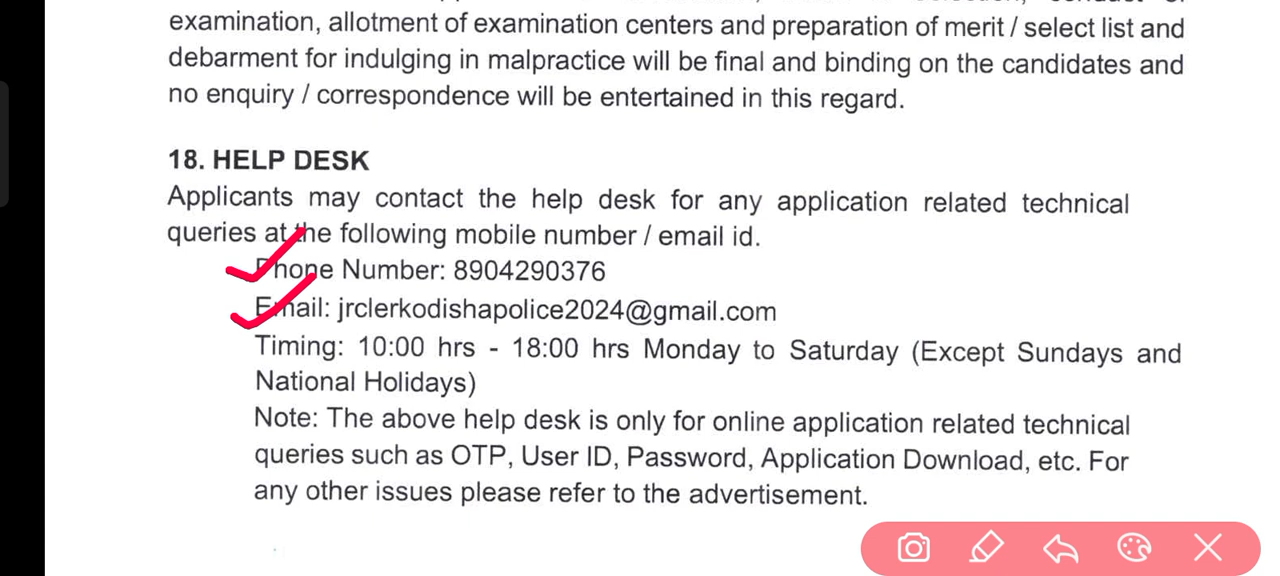 examination, allotment of examination centers and preparation of merit / select list and
debarment for indulging in malpractice will be final and binding on the candidates and
no enquiry / correspondence will be entertained in this regard.
18. HELP DESK
Applicants may contact the help desk for any application related technical
queries at the following mobile number / email id.
Phone Number: 8904290376
Email: jrclerkodishapolice2024@gmail.com
Timing: 10:00 hrs - 18:00 hrs Monday to Saturday (Except Sundays and
National Holidays)
Note: The above help desk is only for online application related technical
queries such as OTP, User ID, Password, Application Download, etc. For
any other issues please refer to the advertisement.